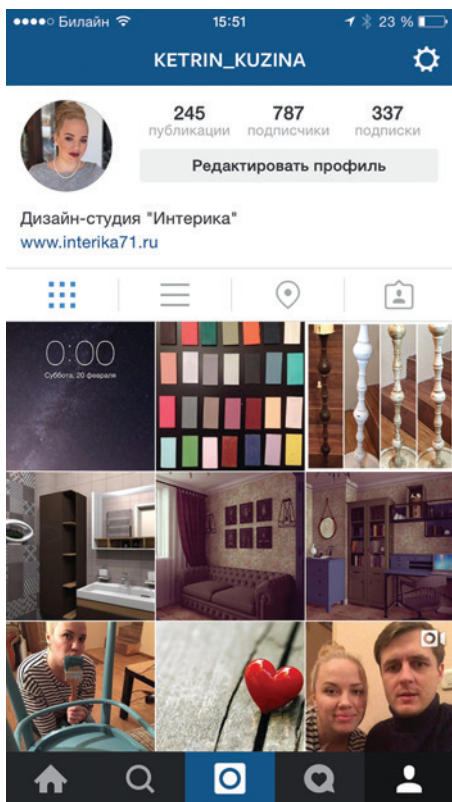 Билайн 15:51 23 %
KETRIN_KUZINA
245 787 337
публикации подписчики подписки
Редактировать профиль
Дизайн-студия "Интерика"
www.interika71.ru
0:00
Суббота, 20 февраля